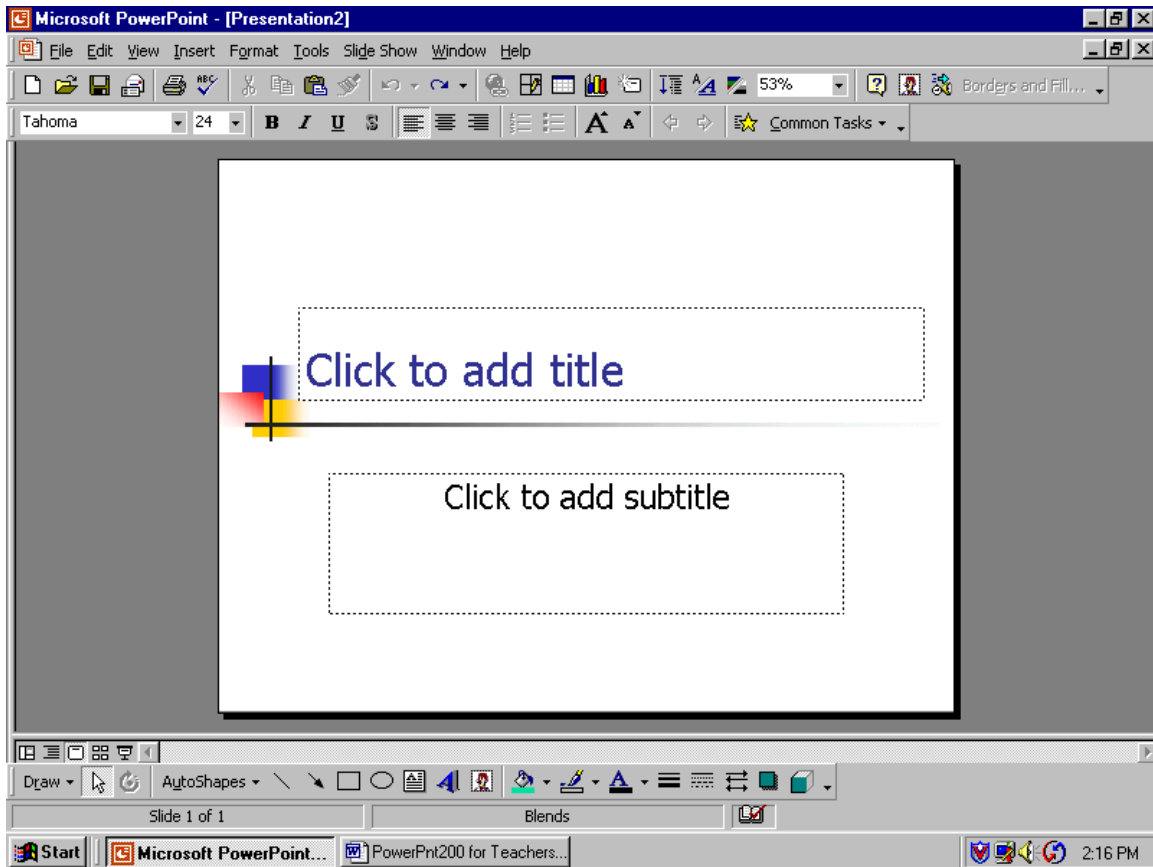 Microsoft PowerPoint - [Presentation2]
File Edit View Insert Format Tools Slide Show Window Help
ABC 53% Borders and Fill...
Tahoma 24 B I U S A A Common Tasks
Click to add title
Click to add subtitle
Draw AutoShapes A
Slide 1 of 1 Blends
Start Microsoft PowerPoint... PowerPnt200 for Teachers... 2:16 PM